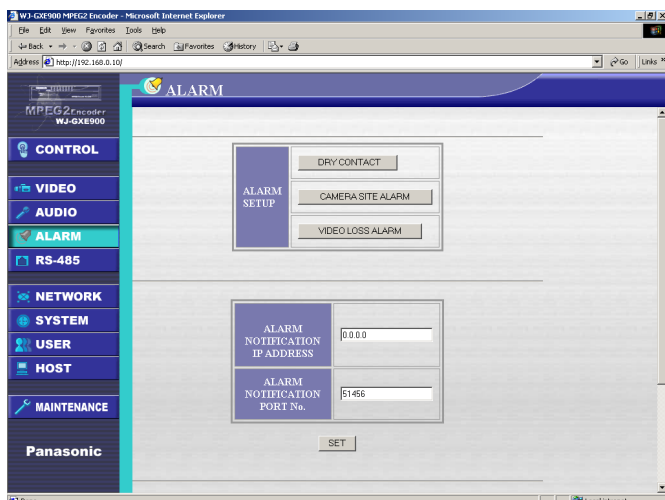 WJ-GXE900 MPEG2 Encoder - Microsoft Internet Explorer
File Edit View Favorites Tools Help
Back Search Favorites History
Address http://192.168.0.10/ Go Links »
MPEG2Encoder
WJ-GXE900
ALARM
CONTROL
VIDEO
AUDIO
ALARM
RS-485
NETWORK
SYSTEM
USER
HOST
MAINTENANCE
Panasonic
ALARM
SETUP
DRY CONTACT
CAMERA SITE ALARM
VIDEO LOSS ALARM
ALARM
NOTIFICATION
IP ADDRESS
0.0.0.0
ALARM
NOTIFICATION
PORT No.
51456
SET